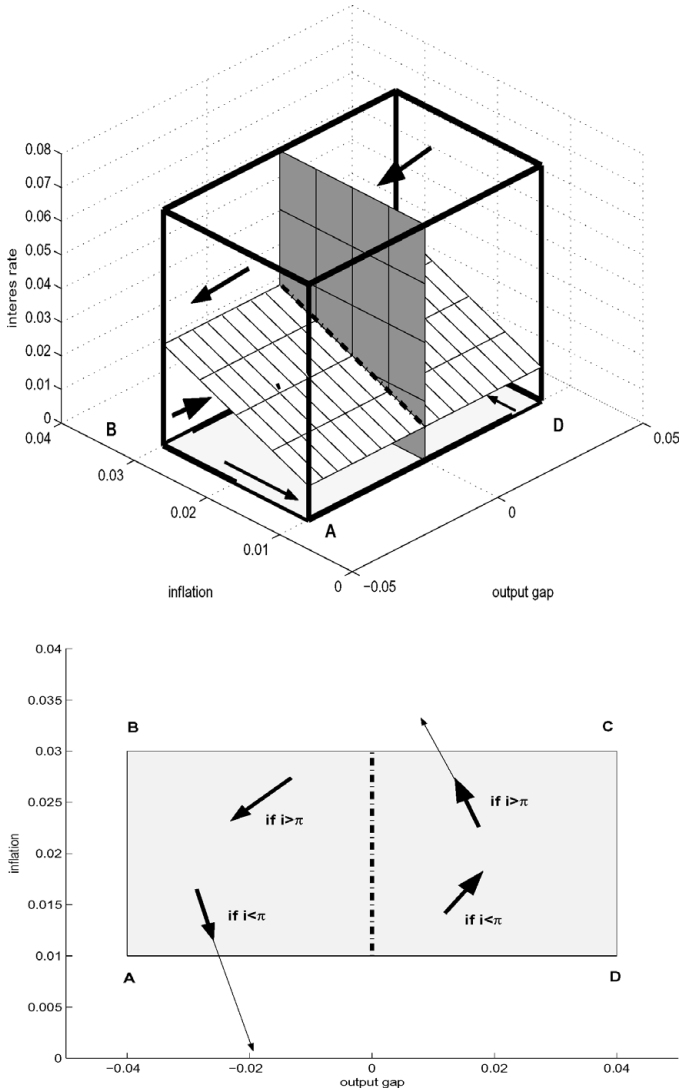 0.08
0.07
0.06
0.05
0.04
0.03
0.02
0.01
0
interes rate
0.04
0.03
0.02
0.01
0
inflation
−0.05
0
0.05
output gap
B
D
A
0.04
0.035
0.03
0.025
0.02
0.015
0.01
0.005
0
inflation
B
C
if i>π
if i>π
if i<π
if i<π
A
D
−0.04
−0.02
0
0.02
0.04
output gap